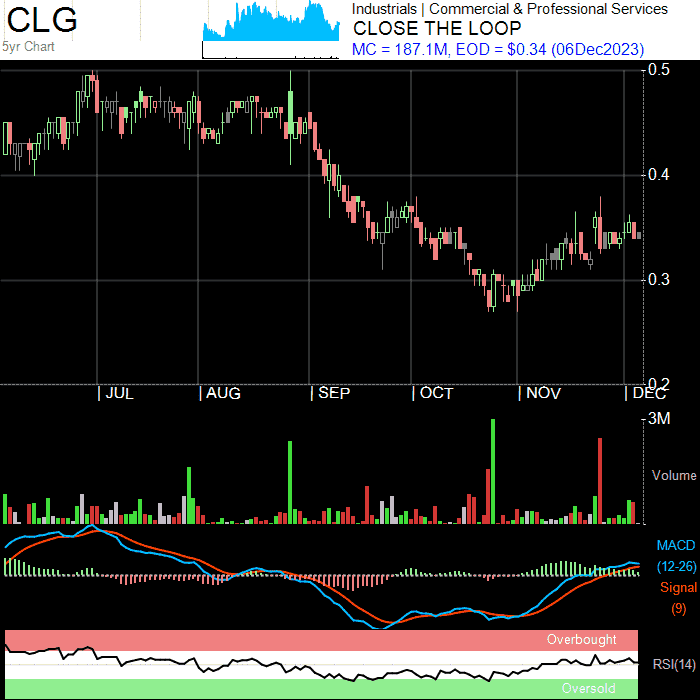 CLG
5yr Chart
Industrials | Commercial & Professional Services
CLOSE THE LOOP
MC = 187.1M, EOD = $0.34 (06Dec2023)
0.5
0.4
0.3
0.2
| JUL | AUG | SEP | OCT | NOV | DEC
3M
Volume
MACD
(12-26)
Signal
(9)
Overbought
RSI(14)
Oversold